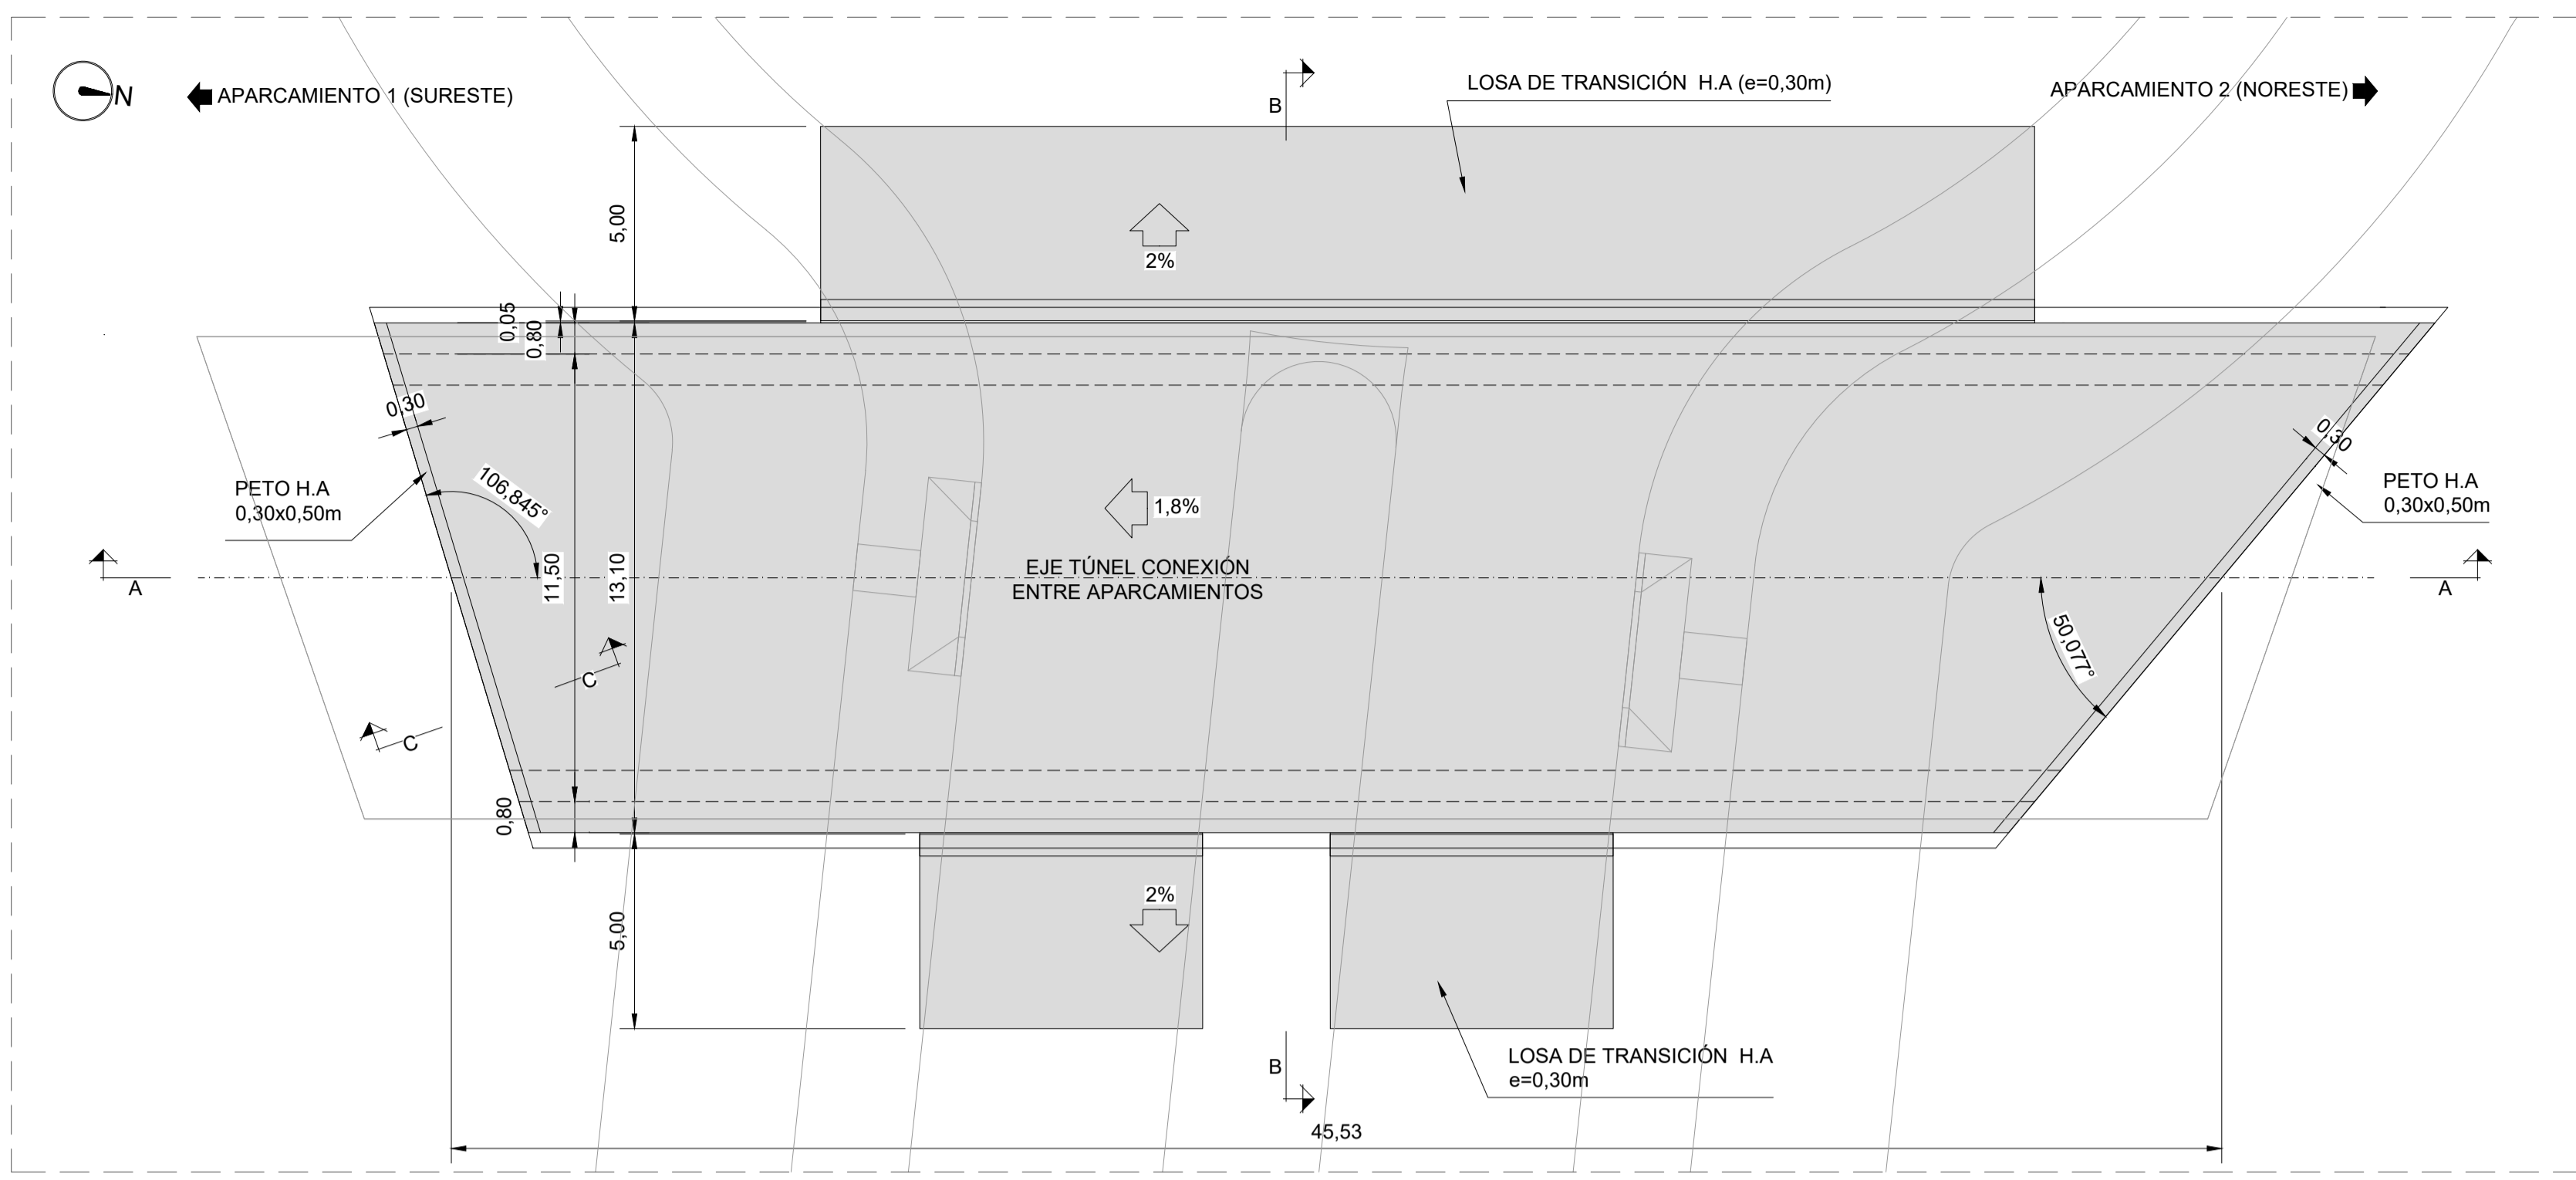 N
APARCAMIENTO 1 (SURESTE)
B
LOSA DE TRANSICIÓN H.A (e=0,30m)
APARCAMIENTO 2 (NORESTE)
5,00
2%
0,05
0,80
0,30
0,30
106,845°
PETO H.A
0,30x0,50m
1,8%
PETO H.A
0,30x0,50m
11,50
13,10
EJE TÚNEL CONEXIÓN
ENTRE APARCAMIENTOS
A
A
50,077°
C
C
0,80
2%
5,00
LOSA DE TRANSICIÓN H.A
e=0,30m
B
45,53